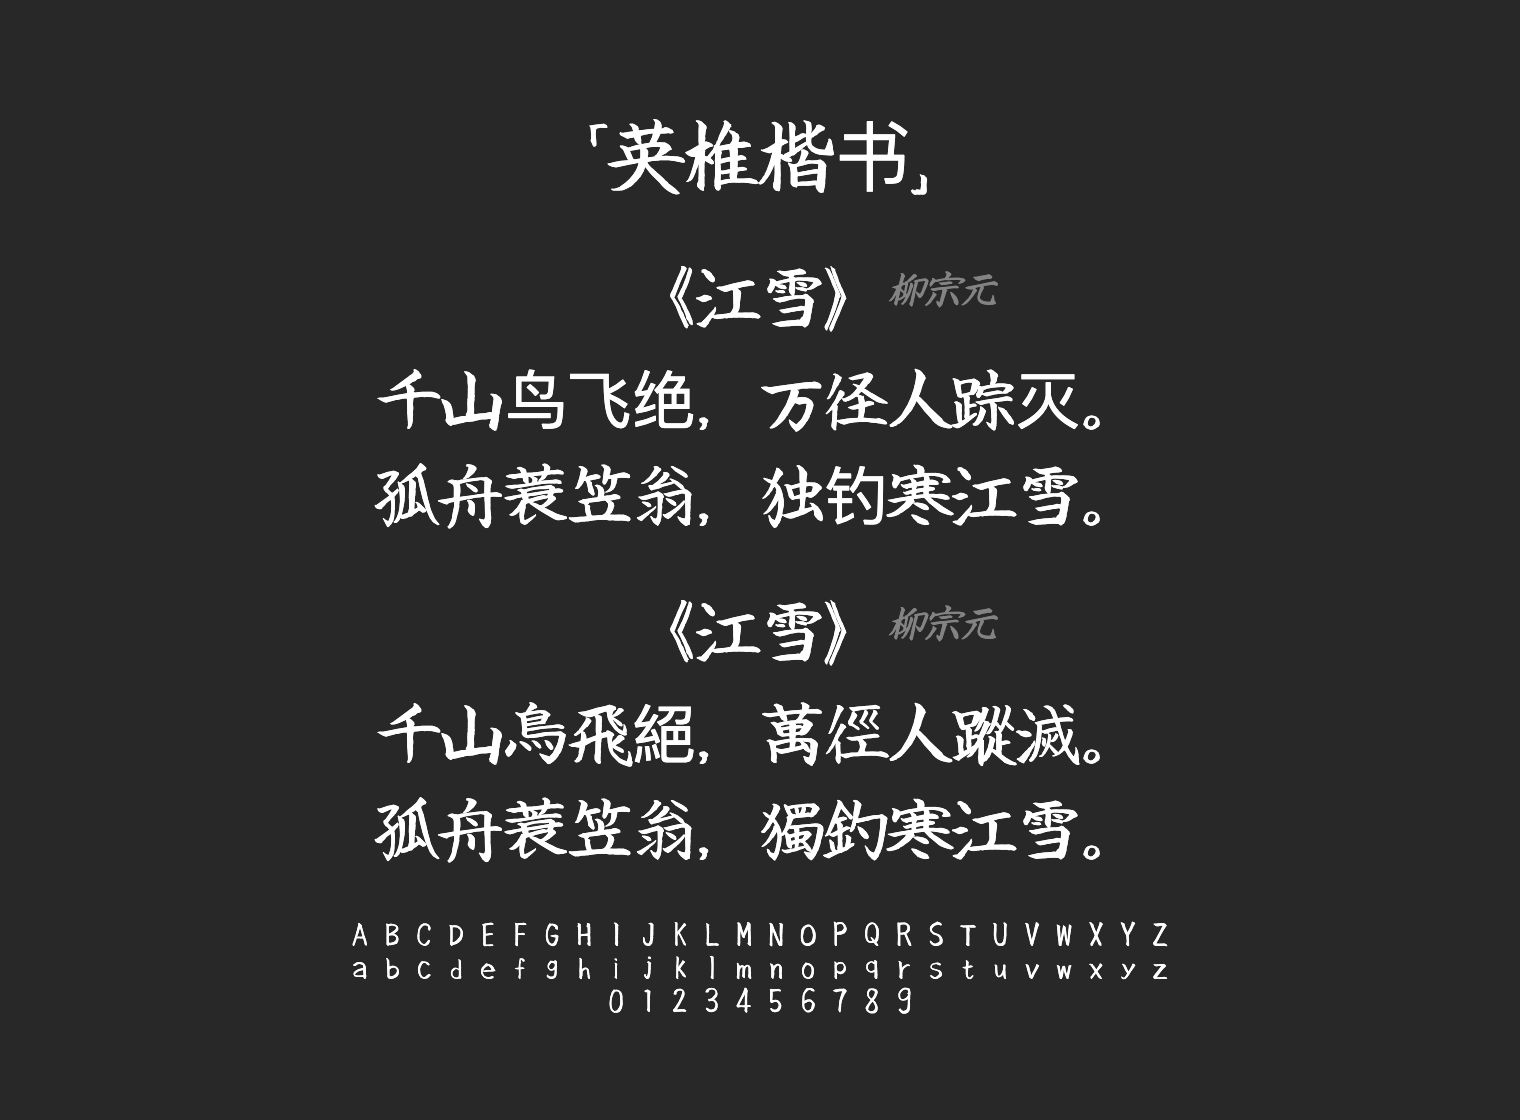 「英椎楷书」
《江雪》 柳宗元
千山鸟飞绝，万径人踪灭。
孤舟蓑笠翁，独钓寒江雪。
《江雪》 柳宗元
千山鳥飛絕，萬徑人蹤滅。
孤舟蓑笠翁，獨釣寒江雪。
A B C D E F G H I J K L M N O P Q R S T U V W X Y Z
a b c d e f g h i j k l m n o p q r s t u v w x y z
0 1 2 3 4 5 6 7 8 9